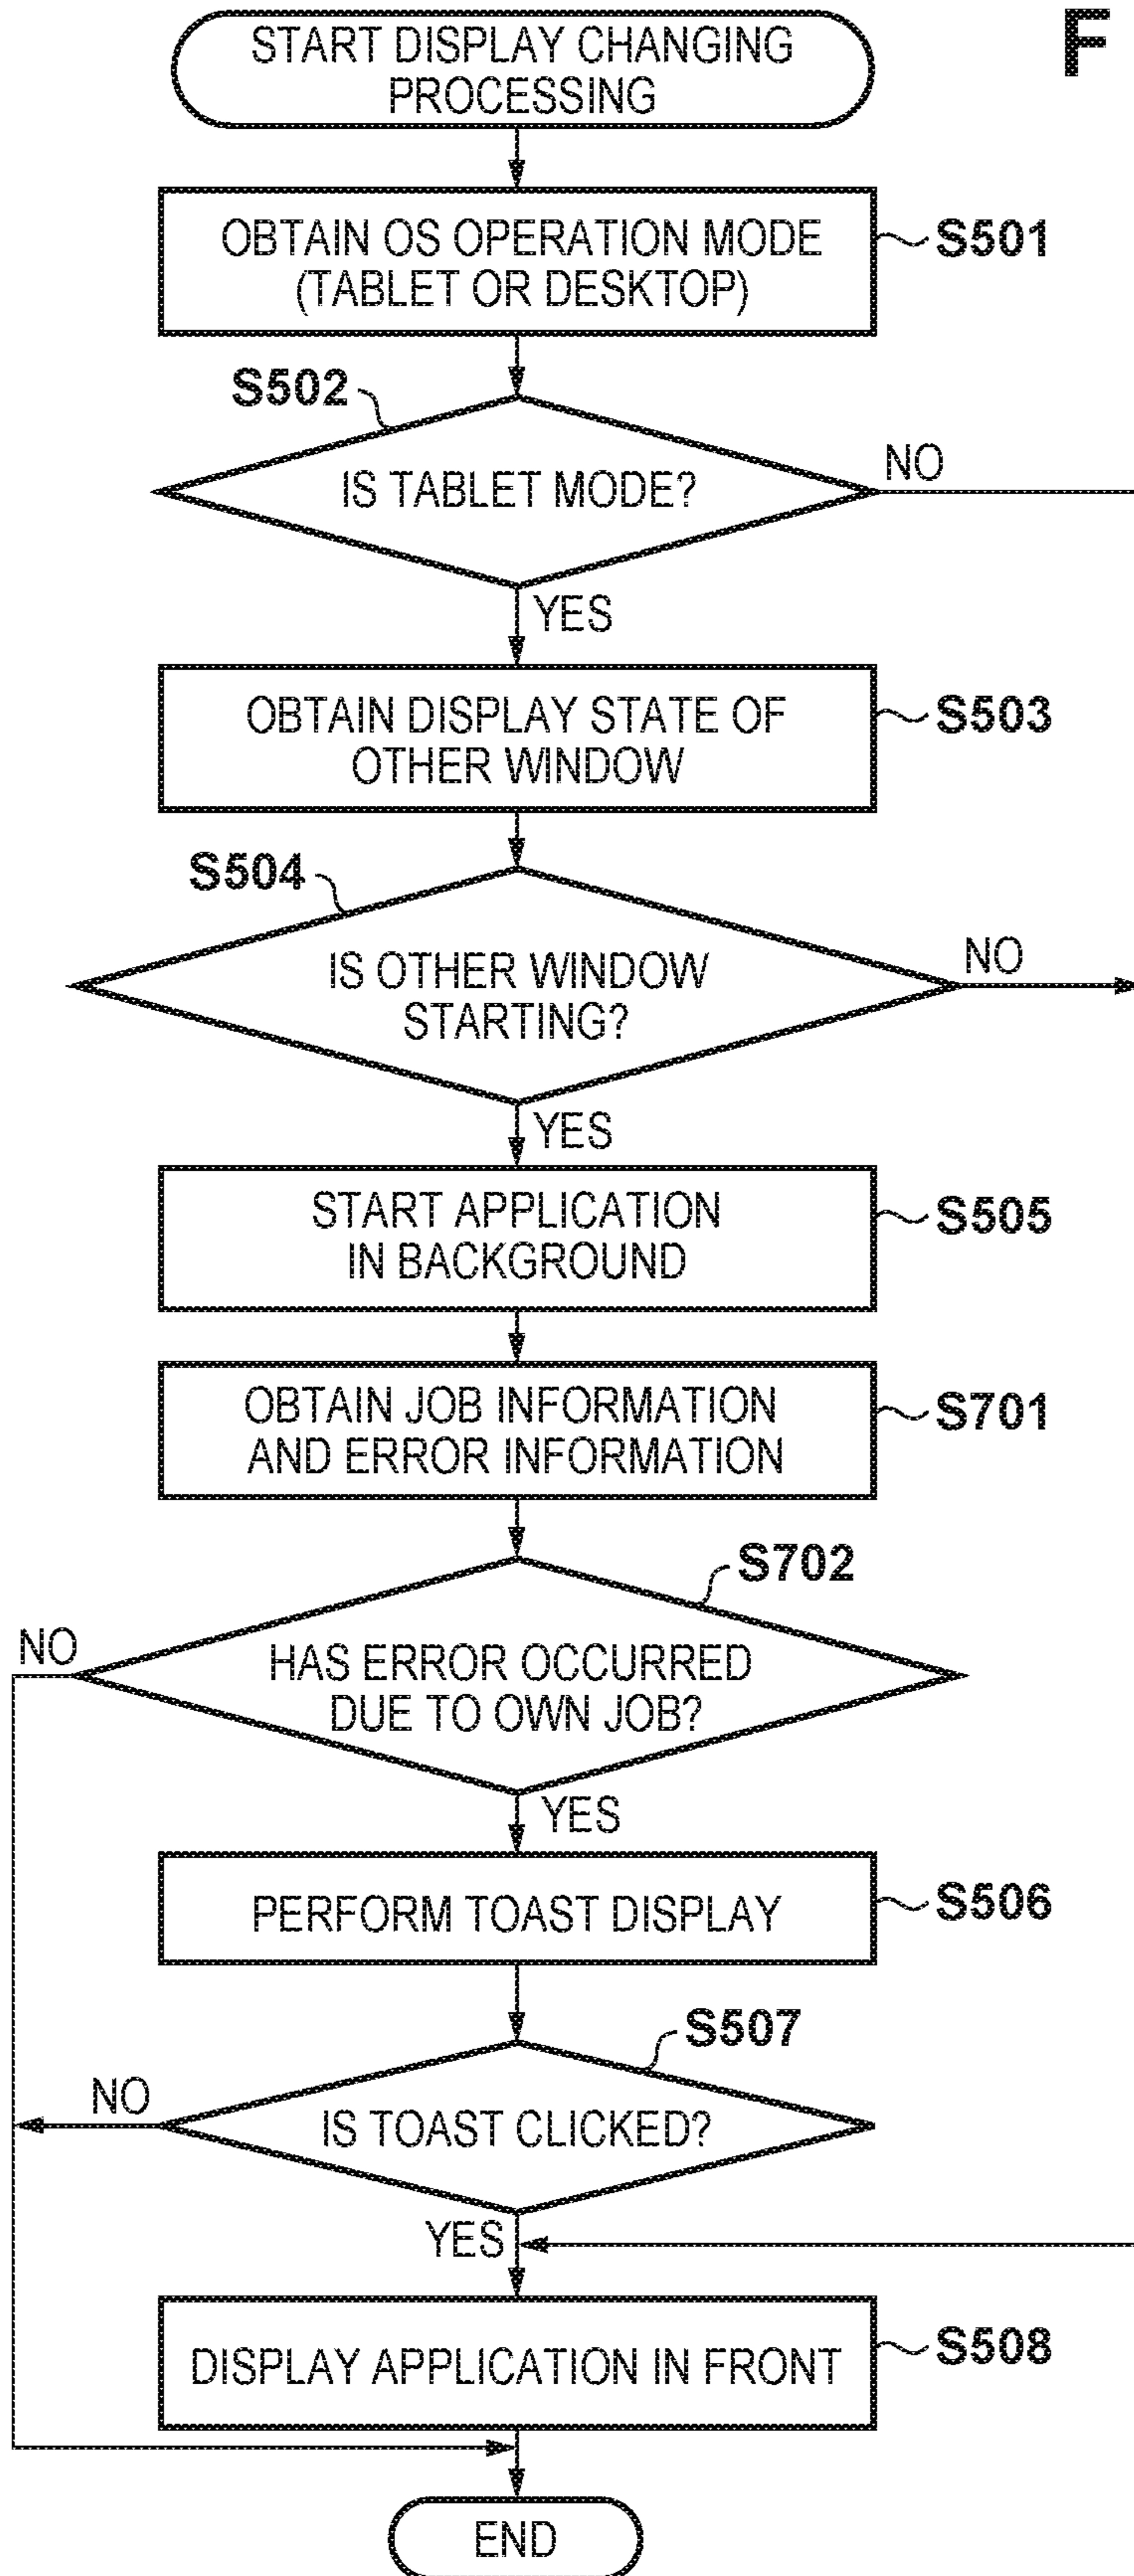 F
START DISPLAY CHANGING
PROCESSING
OBTAIN OS OPERATION MODE
(TABLET OR DESKTOP)
S501
S502
IS TABLET MODE?
NO
YES
OBTAIN DISPLAY STATE OF
OTHER WINDOW
S503
S504
IS OTHER WINDOW
STARTING?
NO
YES
START APPLICATION
IN BACKGROUND
S505
OBTAIN JOB INFORMATION
AND ERROR INFORMATION
S701
S702
NO
HAS ERROR OCCURRED
DUE TO OWN JOB?
YES
PERFORM TOAST DISPLAY
S506
S507
NO
IS TOAST CLICKED?
YES
DISPLAY APPLICATION IN FRONT
S508
END